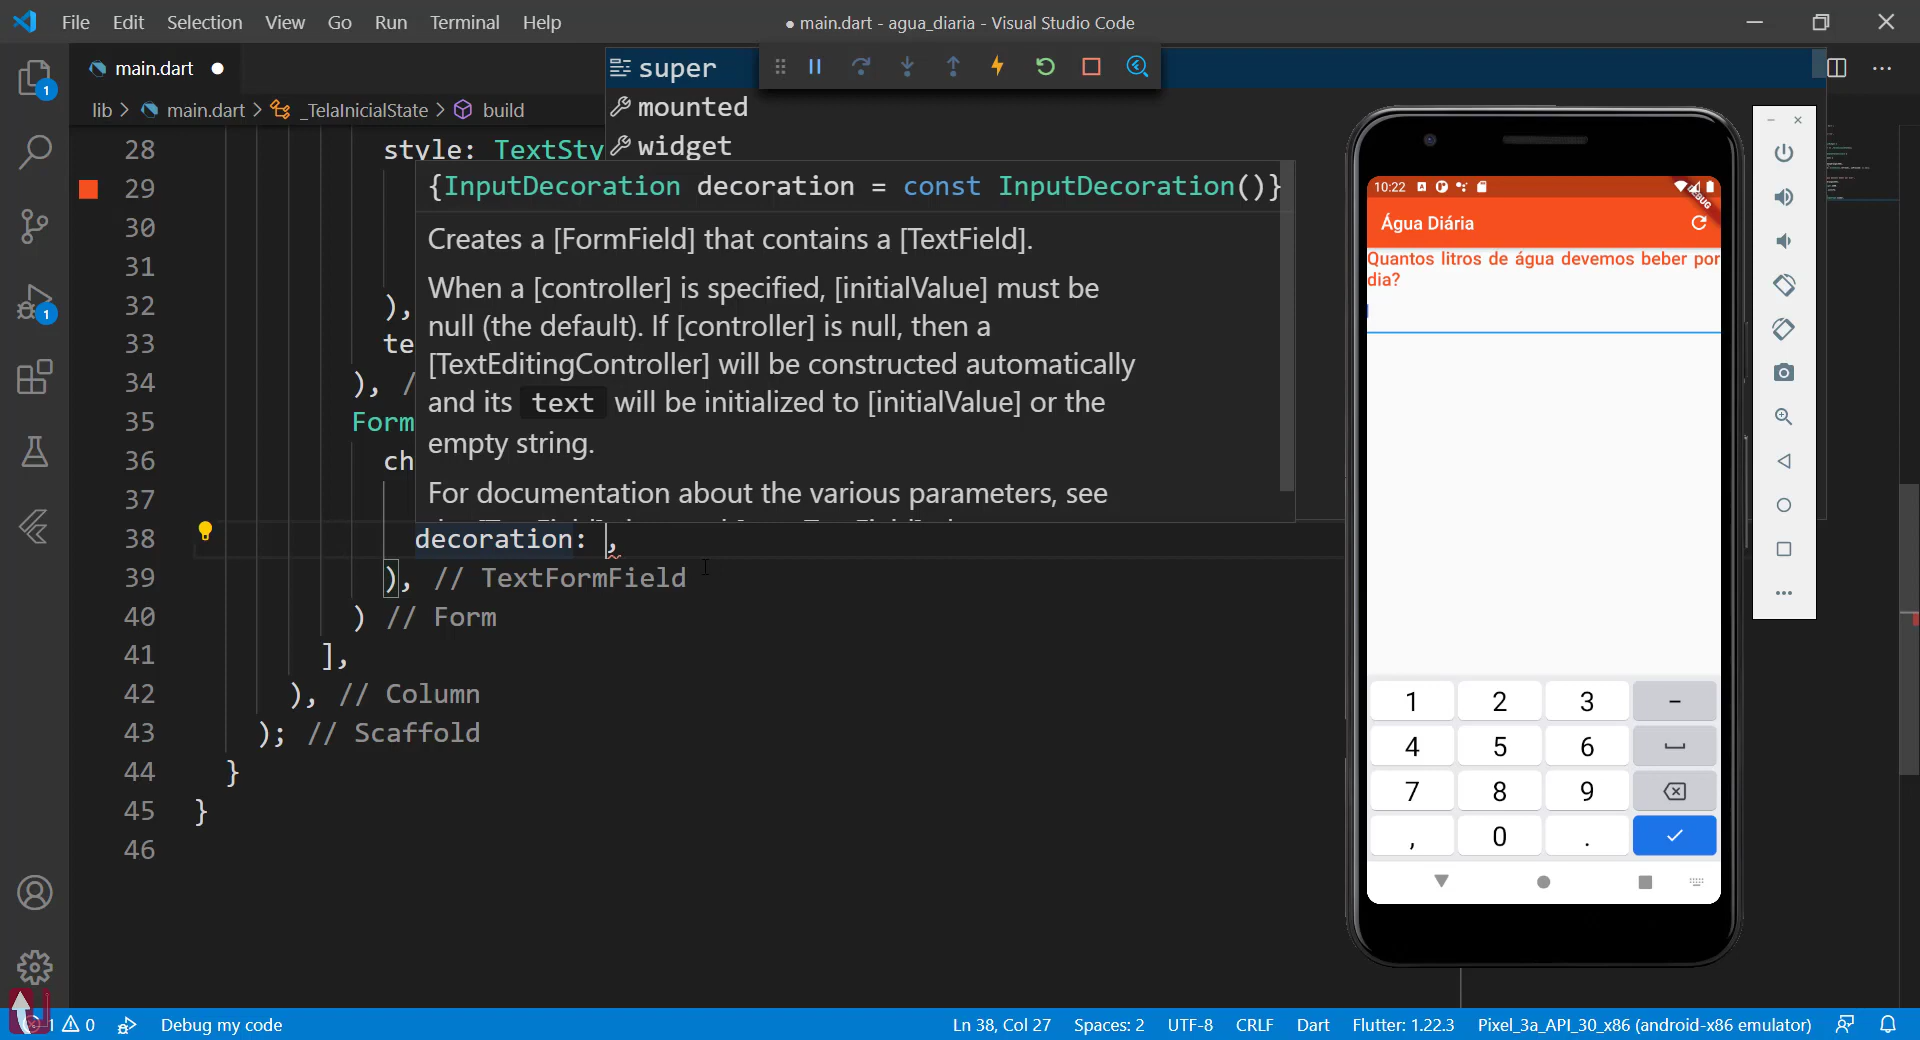 File Edit Selection View Go Run Terminal Help
● main.dart - agua_diaria - Visual Studio Code
main.dart ●
super
mounted
widget
lib > main.dart > _TelaInicialState > build
28 style: TextSty
{InputDecoration decoration = const InputDecoration()}
Creates a [FormField] that contains a [TextField].
When a [controller] is specified, [initialValue] must be
null (the default). If [controller] is null, then a
[TextEditingController] will be constructed automatically
and its text will be initialized to [initialValue] or the
empty string.
For documentation about the various parameters, see
29
30
31
32 ),
33 te
34 ), /
35 Form
36 ch
37
38 decoration: ,
39 ), // TextFormField
40 ) // Form
41 ],
42 ), // Column
43 ); // Scaffold
44 }
45 }
46
1
1
10:22
DEBUG
Água Diária
Quantos litros de água devemos beber por
dia?
1 2 3 -
4 5 6
7 8 9
, 0 .
1 0 Debug my code
Ln 38, Col 27 Spaces: 2 UTF-8 CRLF Dart Flutter: 1.22.3 Pixel_3a_API_30_x86 (android-x86 emulator)